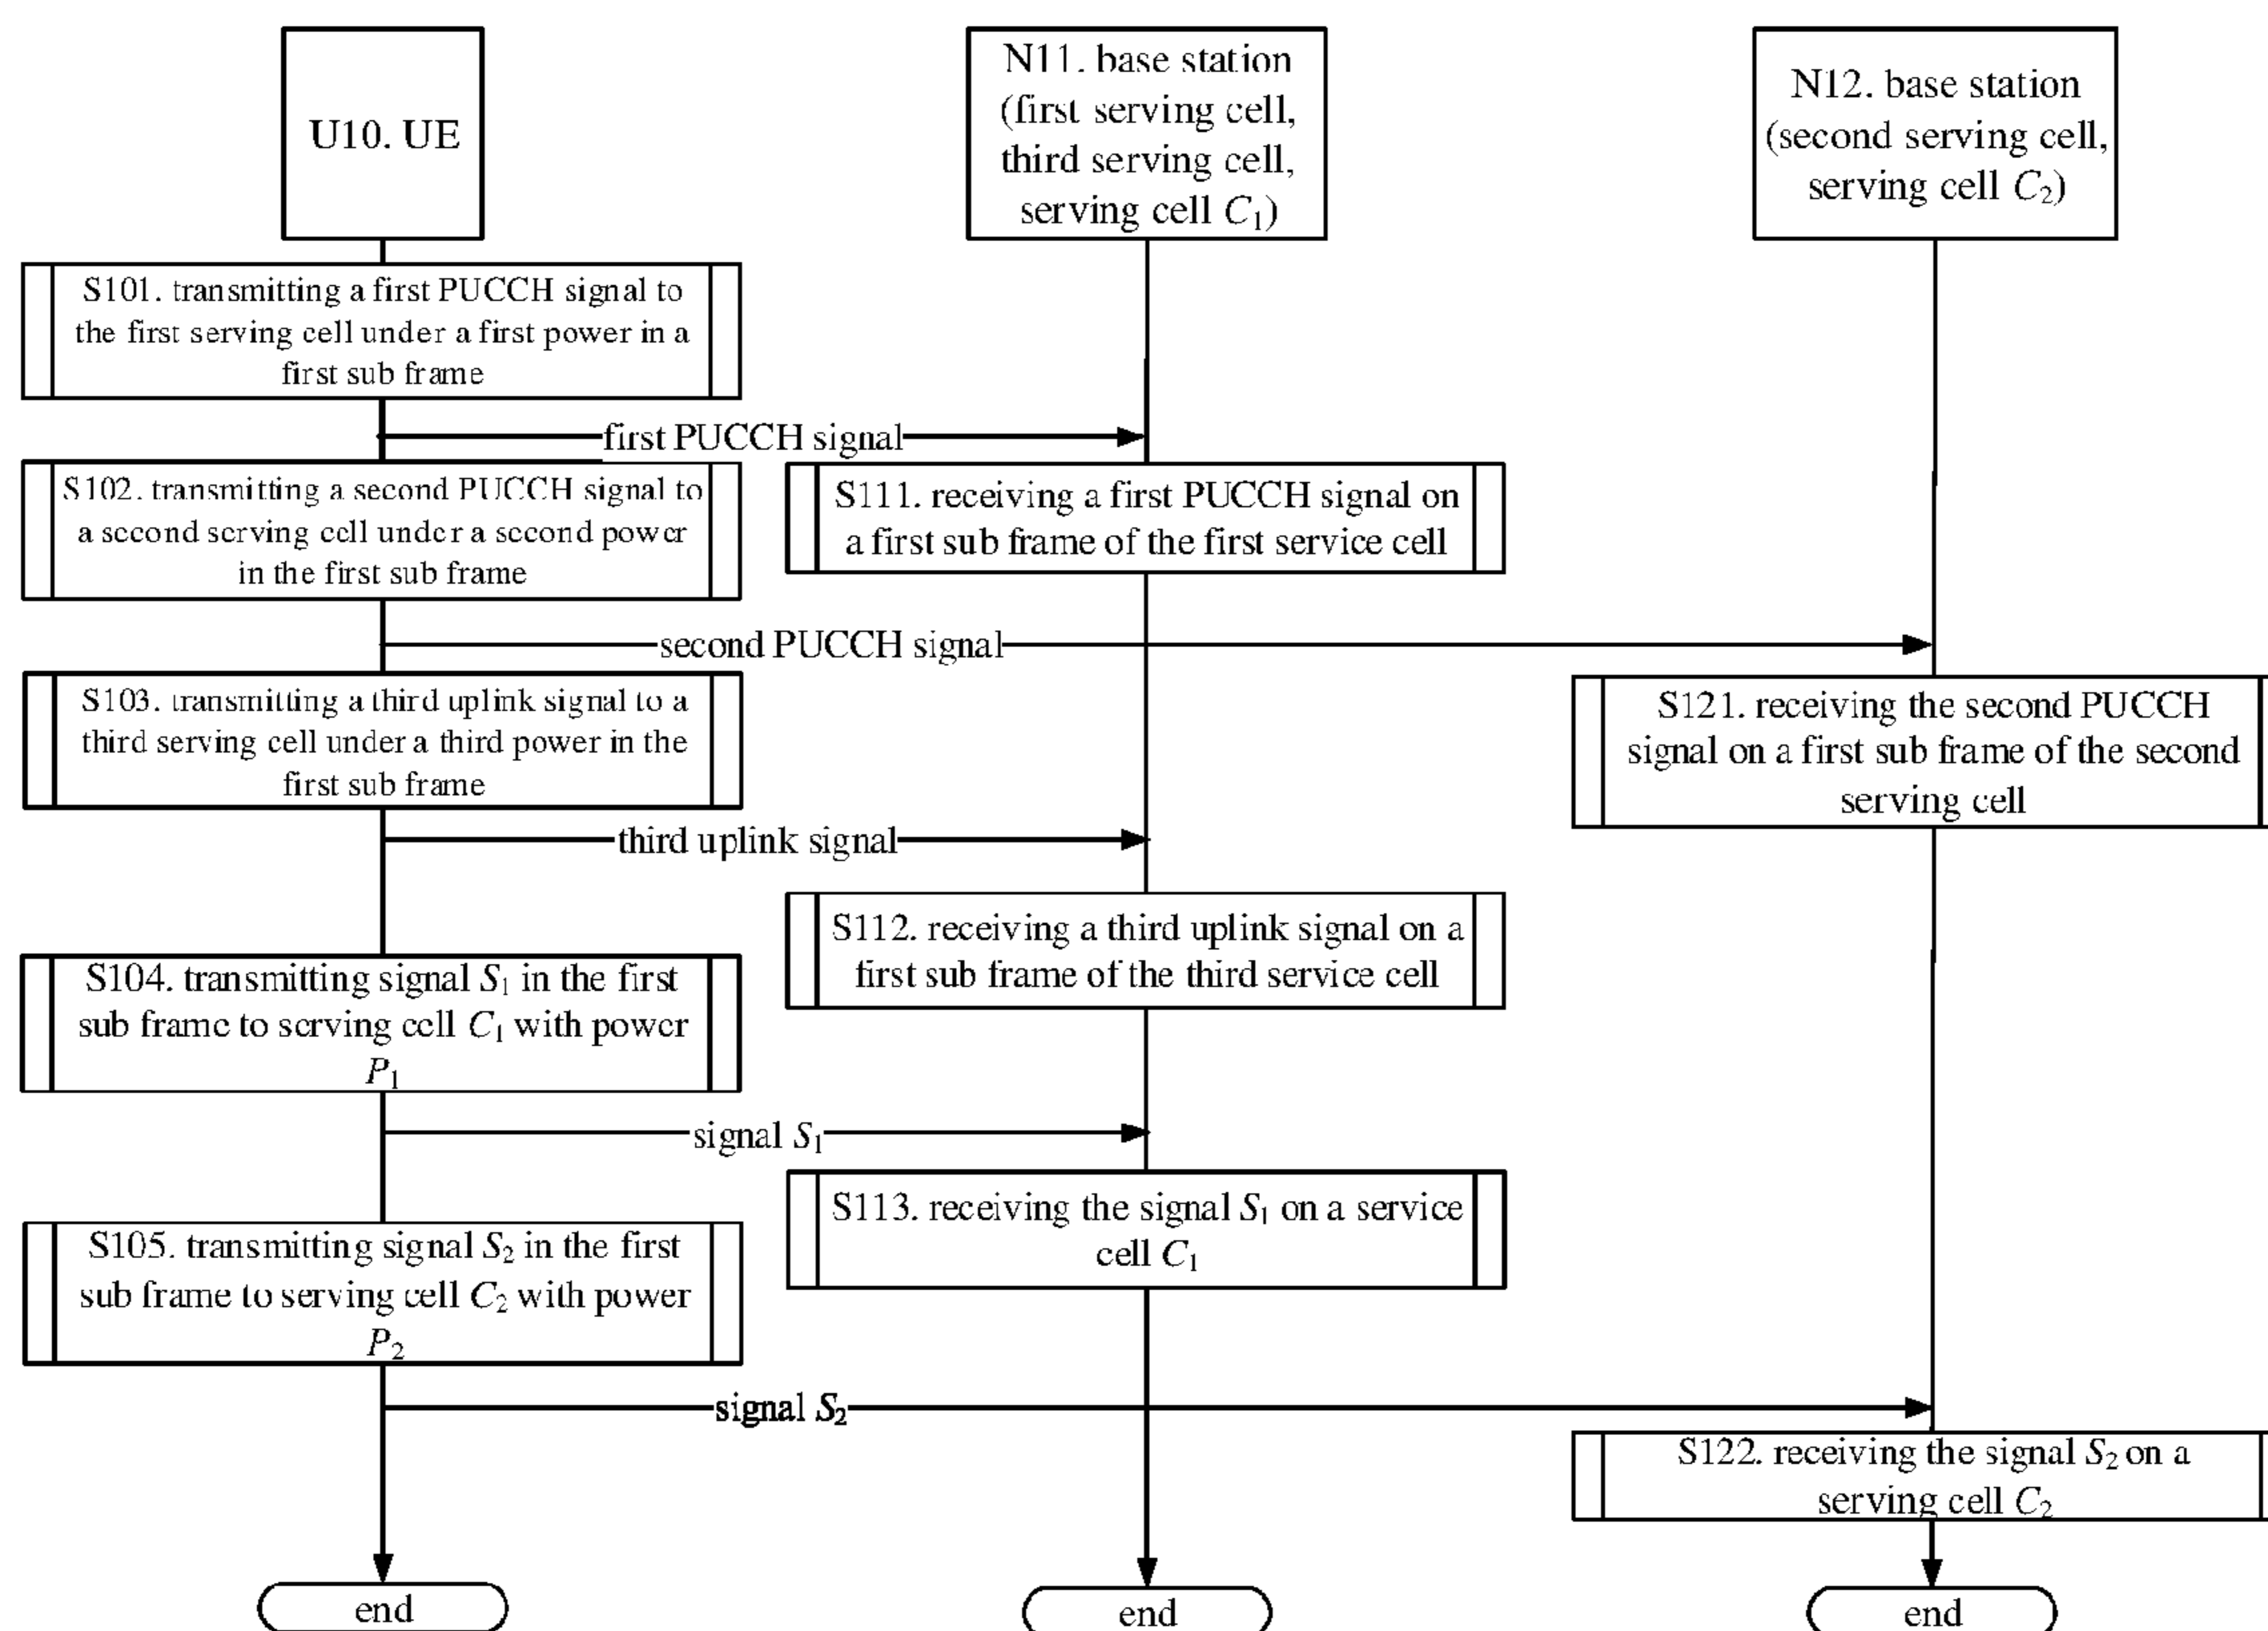 U10. UE
N11. base station
(first serving cell,
third serving cell,
serving cell C₁)
N12. base station
(second serving cell,
serving cell C₂)
S101. transmitting a first PUCCH signal to
the first serving cell under a first power in a
first sub frame
first PUCCH signal
S102. transmitting a second PUCCH signal to
a second serving cell under a second power
in the first sub frame
S111. receiving a first PUCCH signal on
a first sub frame of the first service cell
second PUCCH signal
S103. transmitting a third uplink signal to a
third serving cell under a third power in the
first sub frame
S121. receiving the second PUCCH
signal on a first sub frame of the second
serving cell
third uplink signal
S112. receiving a third uplink signal on a
first sub frame of the third service cell
S104. transmitting signal S₁ in the first
sub frame to serving cell C₁ with power
P₁
signal S₁
S113. receiving the signal S₁ on a service
cell C₁
S105. transmitting signal S₂ in the first
sub frame to serving cell C₂ with power
P₂
signal S₂
S122. receiving the signal S₂ on a
serving cell C₂
end
end
end